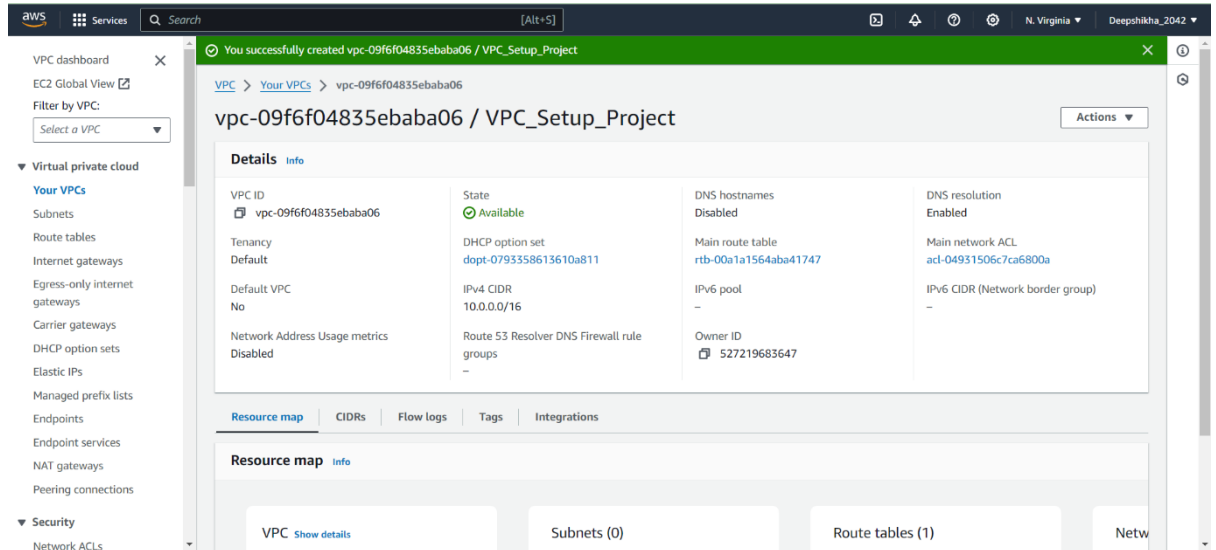 aws Services Search [Alt+S] N. Virginia Deepshikha_2042
VPC dashboard
EC2 Global View
Filter by VPC:
Select a VPC
Virtual private cloud
Your VPCs
Subnets
Route tables
Internet gateways
Egress-only internet
gateways
Carrier gateways
DHCP option sets
Elastic IPs
Managed prefix lists
Endpoints
Endpoint services
NAT gateways
Peering connections
Security
Network ACLs
You successfully created vpc-09f6f04835ebaba06 / VPC_Setup_Project
VPC > Your VPCs > vpc-09f6f04835ebaba06
vpc-09f6f04835ebaba06 / VPC_Setup_Project
Actions
Details Info
VPC ID
vpc-09f6f04835ebaba06
State
Available
DNS hostnames
Disabled
DNS resolution
Enabled
Tenancy
Default
DHCP option set
dopt-0793358613610a811
Main route table
rtb-00a1a1564aba41747
Main network ACL
acl-04931506c7ca6800a
Default VPC
No
IPv4 CIDR
10.0.0.0/16
IPv6 pool
–
IPv6 CIDR (Network border group)
–
Network Address Usage metrics
Disabled
Route 53 Resolver DNS Firewall rule
groups
–
Owner ID
527219683647
Resource map CIDRs Flow logs Tags Integrations
Resource map Info
VPC Show details
Subnets (0)
Route tables (1)
Netw